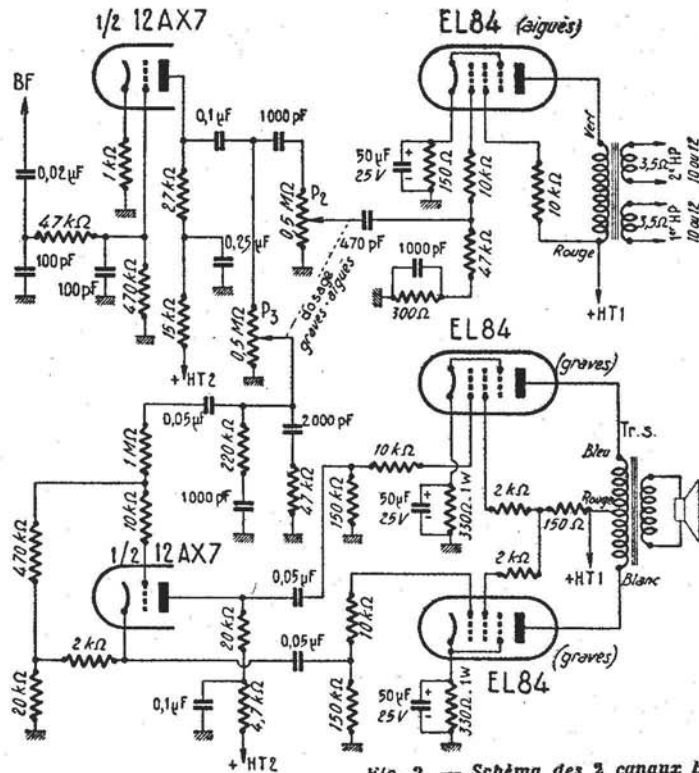 1/2 12AX7
BF
0,02µF
47kΩ
100pF
100pF
1kΩ
470kΩ
27kΩ
0,1µF
1000pF
0,25µF
15kΩ
+HT2
P2
0,5MΩ
470pF
P3
0,5MΩ
dosage
graves-aiguës
EL84 (aiguës)
50µF
25V
150Ω
10kΩ
10kΩ
47kΩ
1000pF
300Ω
Vert
Rouge
+HT1
3,5Ω
3,5Ω
2e HP
10 ou 12
1er HP
10 ou 12
EL84
(graves)
Tr.s.
Bleu
Rouge
Blanc
+HT1
10kΩ
150kΩ
50µF
25V
330Ω.1W
2kΩ
150Ω
2kΩ
0,05µF
1MΩ
220kΩ
1000pF
2000pF
47kΩ
470kΩ
10kΩ
1/2 12AX7
0,05µF
0,05µF
2kΩ
20kΩ
20kΩ
0,1µF
4,7kΩ
+HT2
10kΩ
150kΩ
50µF
25V
330Ω.1W
(graves)
EL84
Fig. 2. — Schéma des 2 canaux